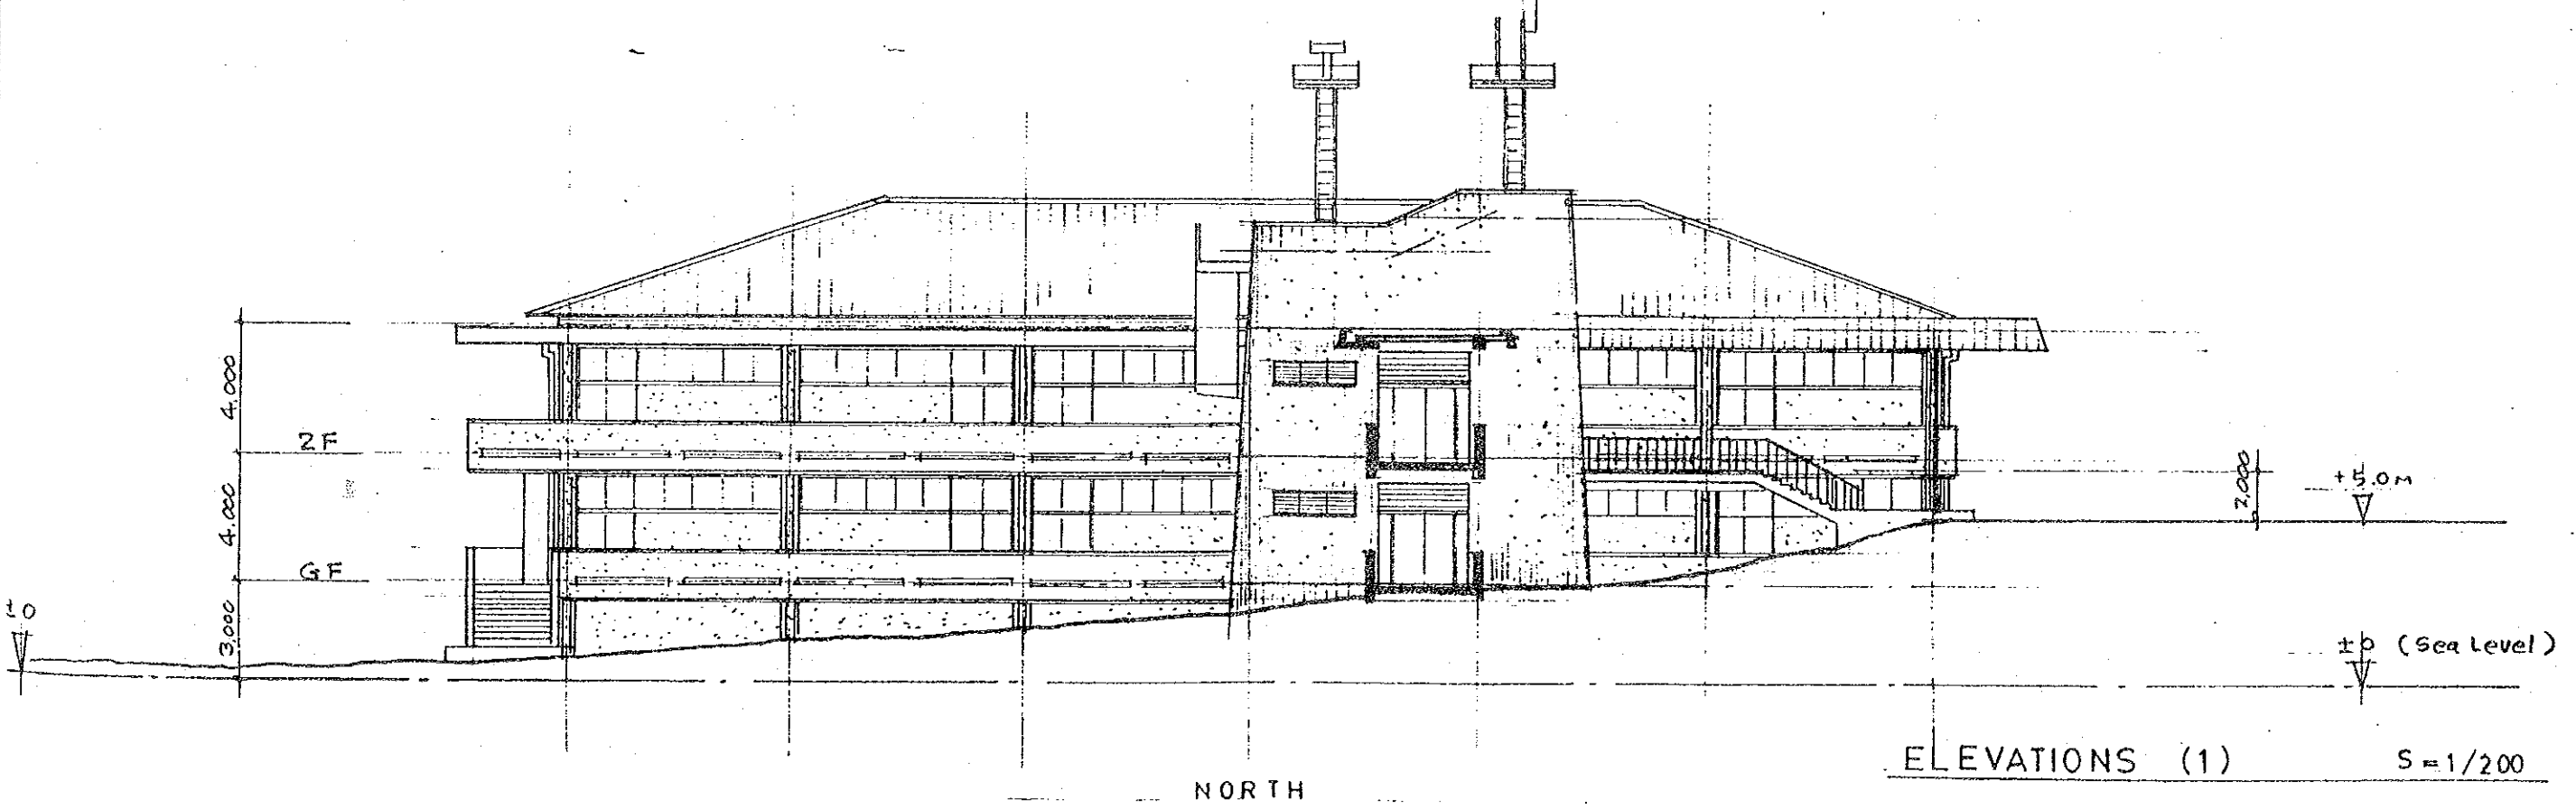 4.000
2F
4.000
GF
3.000
±0
2.000
+5.0M
±0 (Sea Level)
ELEVATIONS (1) S=1/200
NORTH